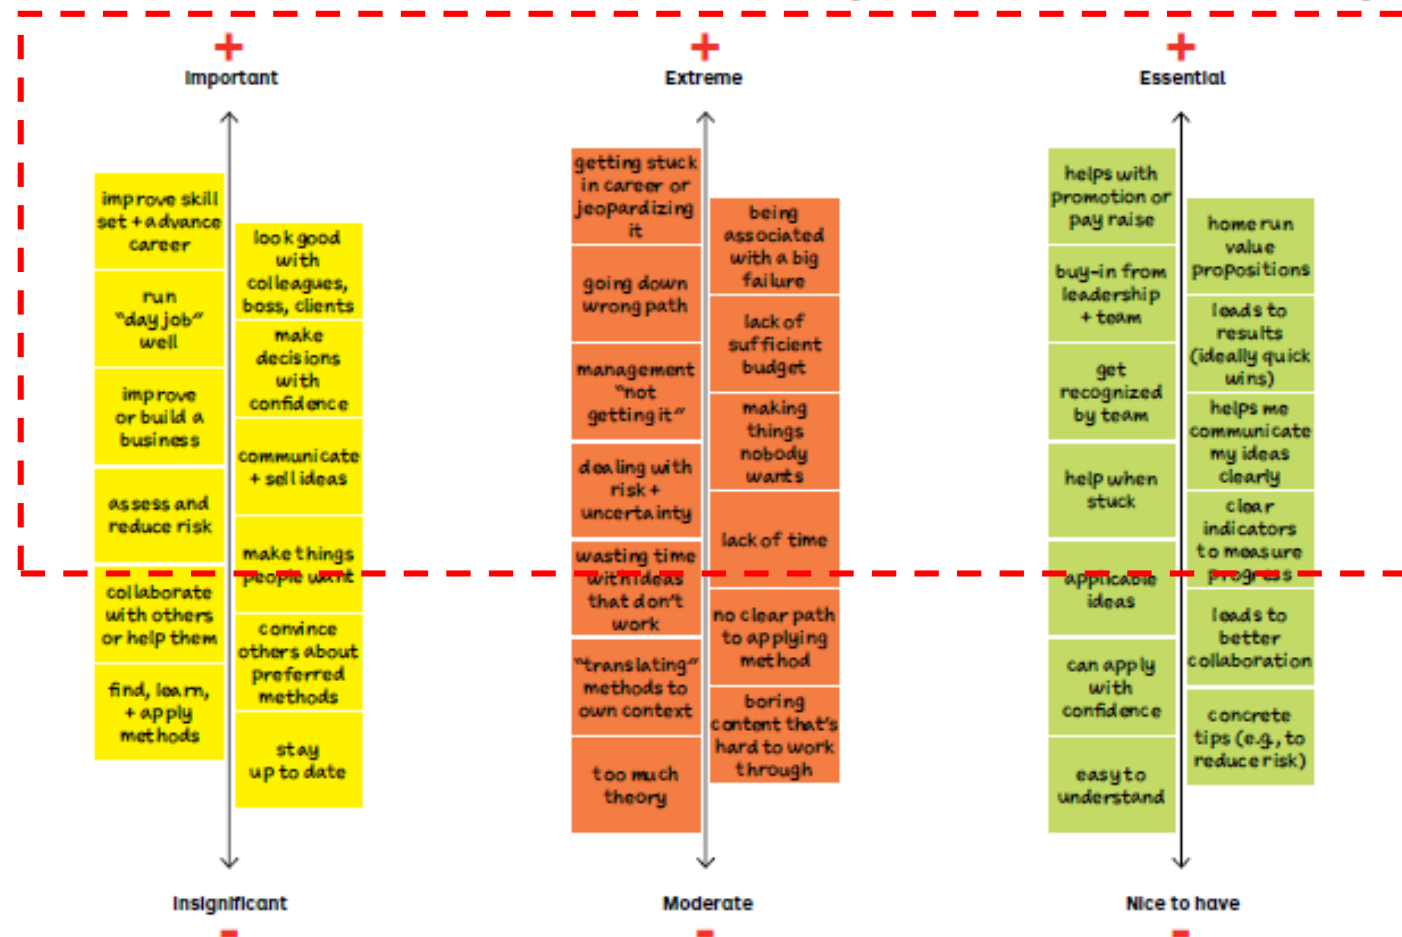 +
Important
improve skill
set + advance
career
run
"day job"
well
improve
or build a
business
assess and
reduce risk
collaborate
with others
or help them
find, learn,
+ apply
methods
look good
with
colleagues,
boss, clients
make
decisions
with
confidence
communicate
+ sell ideas
make things
people want
convince
others about
preferred
methods
stay
up to date
Insignificant
-
+
Extreme
getting stuck
in career or
jeopardizing
it
going down
wrong path
management
"not
getting it"
dealing with
risk +
uncertainty
wasting time
with ideas
that don't
work
"translating"
methods to
own context
too much
theory
being
associated
with a big
failure
lack of
sufficient
budget
making
things
nobody
wants
lack of time
no clear path
to applying
method
boring
content that's
hard to work
through
Moderate
-
+
Essential
helps with
promotion or
pay raise
buy-in from
leadership
+ team
get
recognized
by team
help when
stuck
applicable
ideas
can apply
with
confidence
easy to
understand
home run
value
propositions
leads to
results
(ideally quick
wins)
helps me
communicate
my ideas
clearly
clear
indicators
to measure
progress
leads to
better
collaboration
concrete
tips (e.g., to
reduce risk)
Nice to have
-